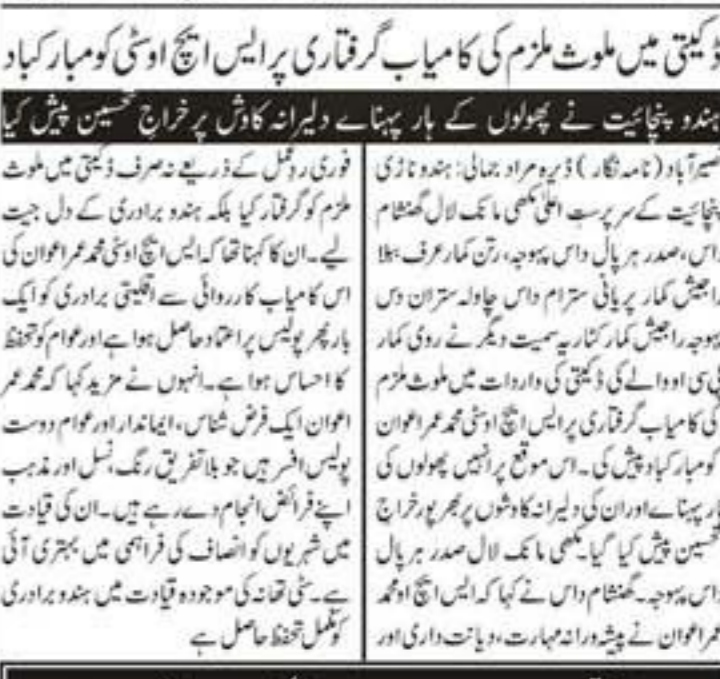 ڈکیتی میں ملوث ملزم کی کامیاب گرفتاری پر ایس ایچ او سٹی کو مبارکباد
ہندو پنچائیت نے پھولوں کے ہار پہنائے دلیرانہ کاوش پر خراج تحسین پیش کیا
نصیرآباد (نامہ نگار) ڈیرہ مراد جمالی: ہندو ناڑی
پنچائیت کے سرپرست اعلیٰ مکھی مانک لال گھنشام
داس، صدر ہرپال داس پہوجہ، رتن کمار عرف ببلا
راجیش کمار پریانی سترام داس چاولہ ستران دس
پہوجہ راجیش کمار کٹاریہ سمیت دیگر نے روی کمار
پی سی او والے کی ڈکیتی کی واردات میں ملوث ملزم
کی کامیاب گرفتاری پر ایس ایچ او سٹی محمد عمر اعوان
کو مبارکباد پیش کی۔ اس موقع پر انہیں پھولوں کی
ہار پہنائے اور ان کی دلیرانہ کاوشوں پر بھرپور خراج
تحسین پیش کیا گیا۔ مکھی مانک لال صدر ہرپال
داس پہوجہ۔ گھنشام داس نے کہا کہ ایس ایچ او محمد
عمر اعوان نے پیشہ ورانہ مہارت، دیانت داری اور
فوری ردعمل کے ذریعے نہ صرف ڈکیتی میں ملوث
ملزم کو گرفتار کیا بلکہ ہندو برادری کے دل جیت
لیے۔ ان کا کہنا تھا کہ ایس ایچ او سٹی محمد عمر اعوان کی
اس کامیاب کارروائی سے اقلیتی برادری کو ایک
بار پھر پولیس پر اعتماد حاصل ہوا ہے اور عوام کو تحفظ
کا احساس ہوا ہے۔ انہوں نے مزید کہا کہ محمد عمر
اعوان ایک فرض شناس، ایماندار اور عوام دوست
پولیس افسر ہیں جو بلاتفریق رنگ، نسل اور مذہب
اپنے فرائض انجام دے رہے ہیں۔ ان کی قیادت
میں شہریوں کو انصاف کی فراہمی میں بہتری آئی
ہے۔ سٹی تھانہ کی موجودہ قیادت میں ہندو برادری
کو مکمل تحفظ حاصل ہے